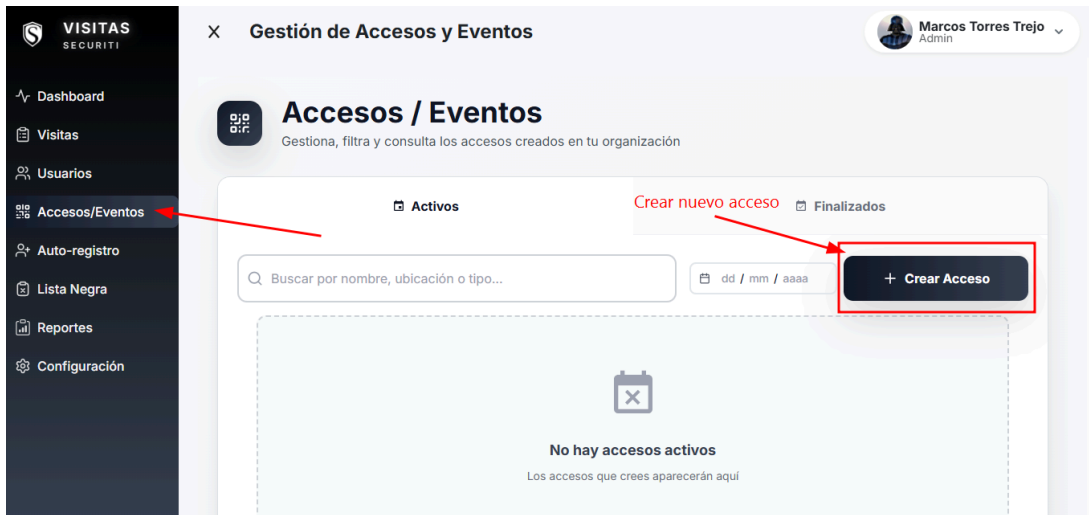 VISITAS
SECURITI
Dashboard
Visitas
Usuarios
Accesos/Eventos
Auto-registro
Lista Negra
Reportes
Configuración
X Gestión de Accesos y Eventos
Marcos Torres Trejo
Admin
Accesos / Eventos
Gestiona, filtra y consulta los accesos creados en tu organización
Activos
Crear nuevo acceso
Finalizados
Buscar por nombre, ubicación o tipo...
dd / mm / aaaa
+ Crear Acceso
No hay accesos activos
Los accesos que crees aparecerán aquí